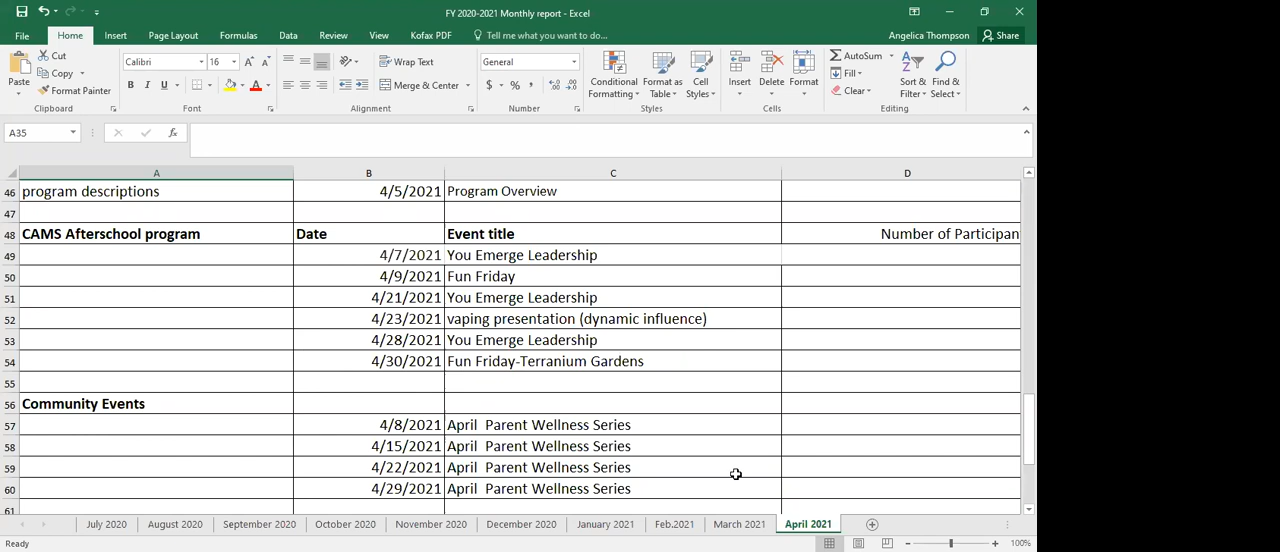 FY 2020-2021 Monthly report - Excel
File Home Insert Page Layout Formulas Data Review View Kofax PDF Tell me what you want to do... Angelica Thompson Share
Cut Calibri 16 A A Wrap Text General AutoSum
Copy Fill
Paste Format Painter B I U A Merge & Center $ % , Conditional Formatting Format as Table Cell Styles Insert Delete Format Clear Sort & Filter Find & Select
Clipboard Font Alignment Number Styles Cells Editing
A35 fx
A B C D
46 program descriptions 4/5/2021 Program Overview
47
48 CAMS Afterschool program Date Event title Number of Participan
49 4/7/2021 You Emerge Leadership
50 4/9/2021 Fun Friday
51 4/21/2021 You Emerge Leadership
52 4/23/2021 vaping presentation (dynamic influence)
53 4/28/2021 You Emerge Leadership
54 4/30/2021 Fun Friday-Terranium Gardens
55
56 Community Events
57 4/8/2021 April  Parent Wellness Series
58 4/15/2021 April  Parent Wellness Series
59 4/22/2021 April  Parent Wellness Series
60 4/29/2021 April  Parent Wellness Series
61
July 2020 August 2020 September 2020 October 2020 November 2020 December 2020 January 2021 Feb.2021 March 2021 April 2021
Ready 100%